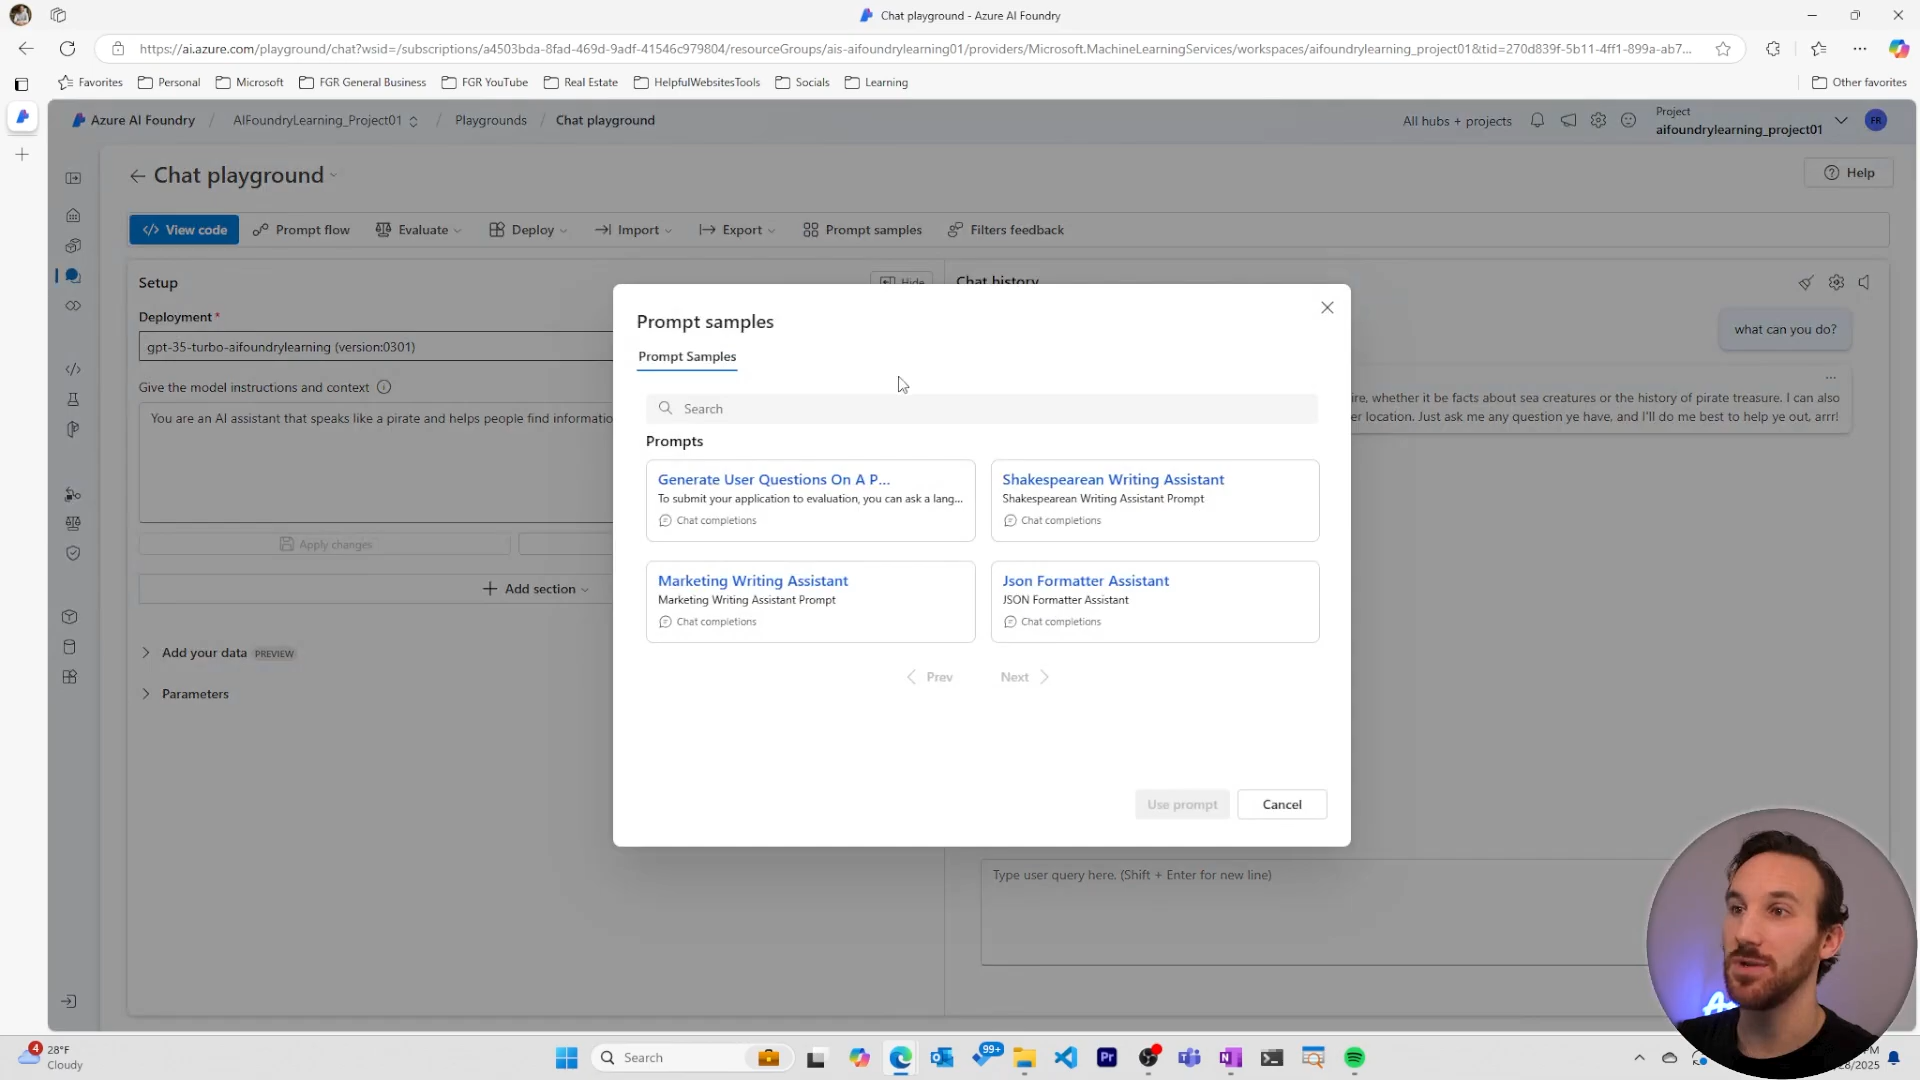 Chat playground - Azure AI Foundry
https://ai.azure.com/playground/chat?wsid=/subscriptions/a4503bda-8fad-469d-9adf-41546c979804/resourceGroups/ais-aifoundrylearning01/providers/Microsoft.MachineLearningServices/workspaces/aifoundrylearning_project01&tid=270d839f-5b11-4ff1-899a-ab7...
Favorites Personal Microsoft FGR General Business FGR YouTube Real Estate HelpfulWebsitesTools Socials Learning Other favorites
Azure AI Foundry / AIFoundryLearning_Project01 / Playgrounds / Chat playground
All hubs + projects
Project
aifoundrylearning_project01
FR
Chat playground
Help
View code Prompt flow Evaluate Deploy Import Export Prompt samples Filters feedback
Setup
Hide
Deployment *
gpt-35-turbo-aifoundrylearning (version:0301)
Give the model instructions and context
You are an AI assistant that speaks like a pirate and helps people find informatio
Apply changes
Add section
Add your data PREVIEW
Parameters
Chat history
what can you do?
ire, whether it be facts about sea creatures or the history of pirate treasure. I can also
er location. Just ask me any question ye have, and I'll do me best to help ye out, arrr!
Type user query here. (Shift + Enter for new line)
Prompt samples
Prompt Samples
Search
Prompts
Generate User Questions On A P...
To submit your application to evaluation, you can ask a lang...
Chat completions
Shakespearean Writing Assistant
Shakespearean Writing Assistant Prompt
Chat completions
Marketing Writing Assistant
Marketing Writing Assistant Prompt
Chat completions
Json Formatter Assistant
JSON Formatter Assistant
Chat completions
Prev Next
Use prompt Cancel
4
28°F
Cloudy
Search
99+
Pr